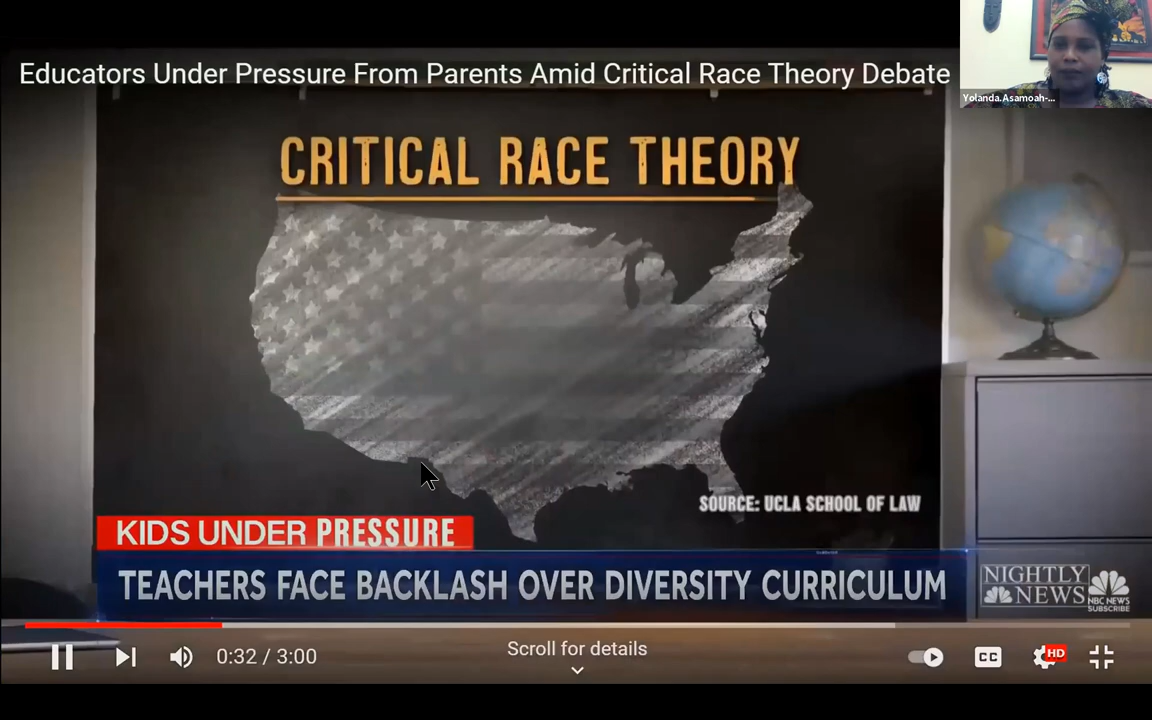 Educators Under Pressure From Parents Amid Critical Race Theory Debate
Yolanda.Asamoah-...
CRITICAL RACE THEORY
SOURCE: UCLA SCHOOL OF LAW
KIDS UNDER PRESSURE
TEACHERS FACE BACKLASH OVER DIVERSITY CURRICULUM
NIGHTLY
NEWS
NBC NEWS
SUBSCRIBE
0:32 / 3:00
Scroll for details
CC
HD